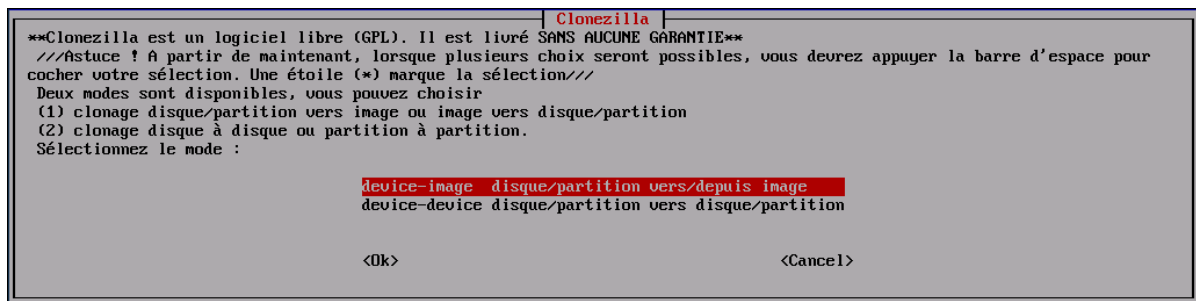 Clonezilla
**Clonezilla est un logiciel libre (GPL). Il est livré SANS AUCUNE GARANTIE**
///Astuce ! A partir de maintenant, lorsque plusieurs choix seront possibles, vous devrez appuyer la barre d'espace pour
cocher votre sélection. Une étoile (*) marque la sélection///
Deux modes sont disponibles, vous pouvez choisir
(1) clonage disque/partition vers image ou image vers disque/partition
(2) clonage disque à disque ou partition à partition.
Sélectionnez le mode :
device-image disque/partition vers/depuis image
device-device disque/partition vers disque/partition
<Ok> <Cancel>